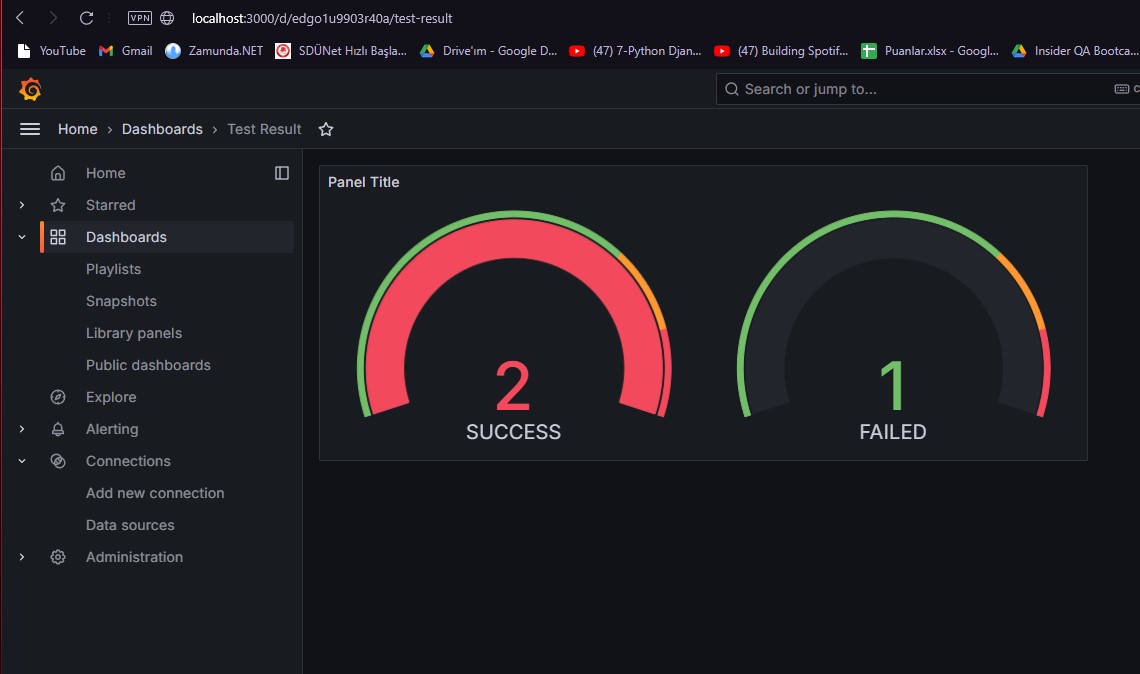 VPN localhost:3000/d/edgo1u9903r40a/test-result
YouTube Gmail Zamunda.NET SDÜNet Hızlı Başla... Drive'ım - Google D... (47) 7-Python Djan... (47) Building Spotif... Puanlar.xlsx - Googl... Insider QA Bootca...
Search or jump to...
Home › Dashboards › Test Result
Home
Starred
Dashboards
Playlists
Snapshots
Library panels
Public dashboards
Explore
Alerting
Connections
Add new connection
Data sources
Administration
Panel Title
2
SUCCESS
1
FAILED